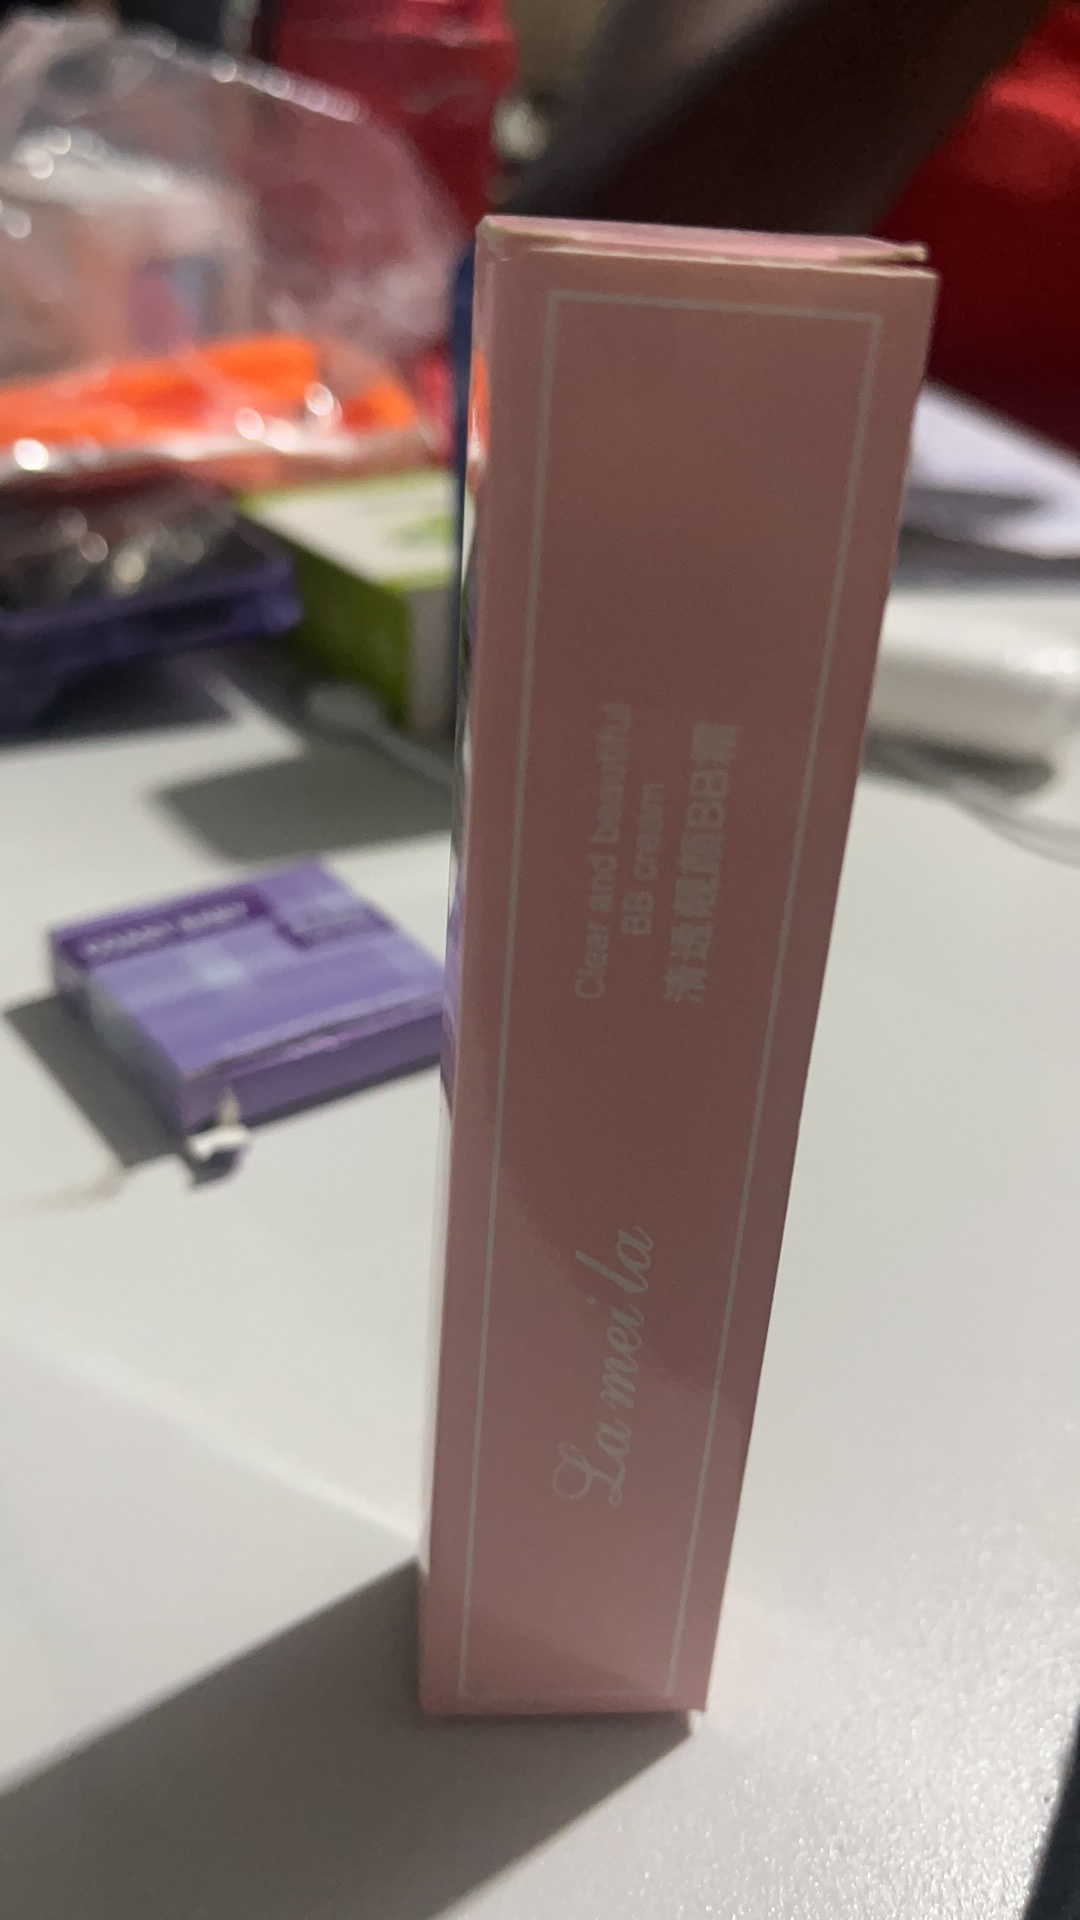 La mei la
Clear and beautiful
BB cream
清透靓颜BB霜